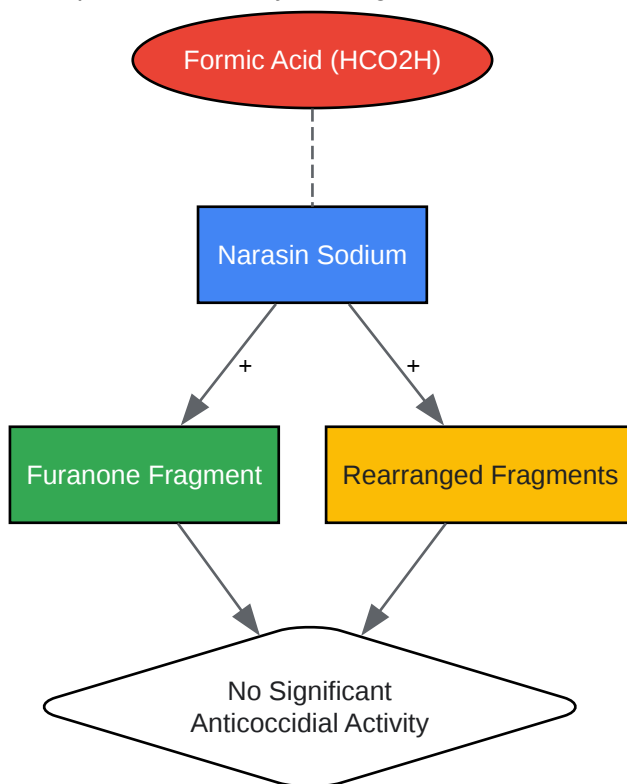 Formic Acid (HCO2H)
Narasin Sodium
+
+
Furanone Fragment
Rearranged Fragments
No Significant
Anticoccidial Activity